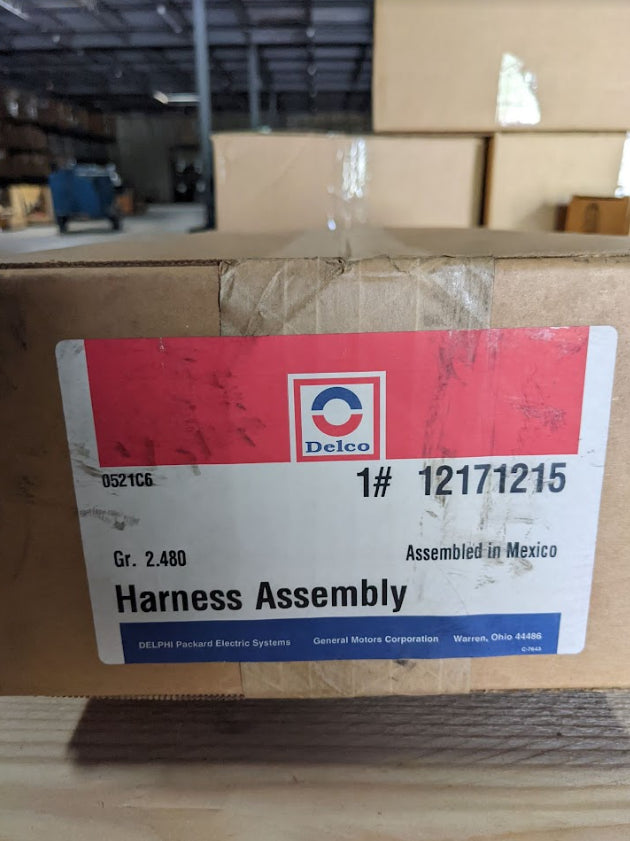 Delco
0521C6
1# 12171215
Gr. 2.480
Assembled in Mexico
Harness Assembly
DELPHI Packard Electric Systems General Motors Corporation Warren, Ohio 44486
C-7643